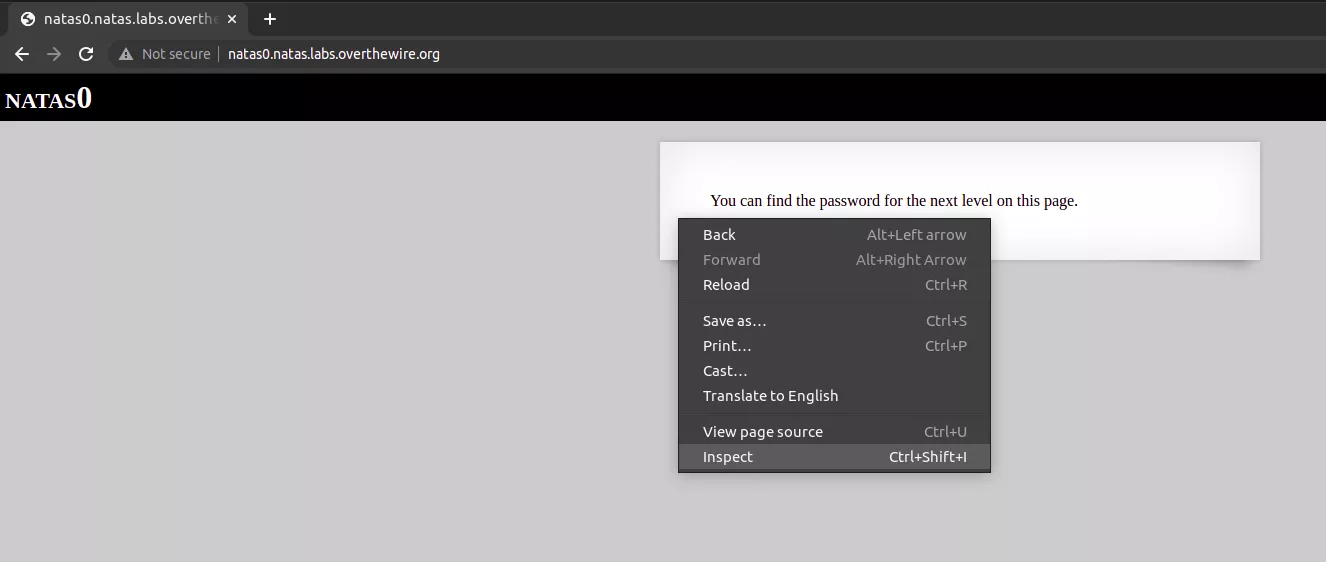 natas0.natas.labs.overthe
Not secure natas0.natas.labs.overthewire.org
NATAS0
You can find the password for the next level on this page.
Back Alt+Left arrow
Forward Alt+Right Arrow
Reload Ctrl+R
Save as… Ctrl+S
Print… Ctrl+P
Cast…
Translate to English
View page source Ctrl+U
Inspect Ctrl+Shift+I